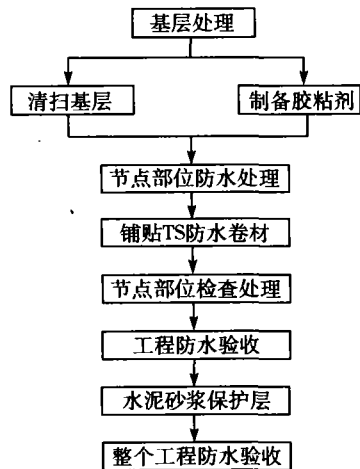 基层处理
清扫基层
制备胶粘剂
节点部位防水处理
铺贴TS防水卷材
节点部位检查处理
工程防水验收
水泥砂浆保护层
整个工程防水验收